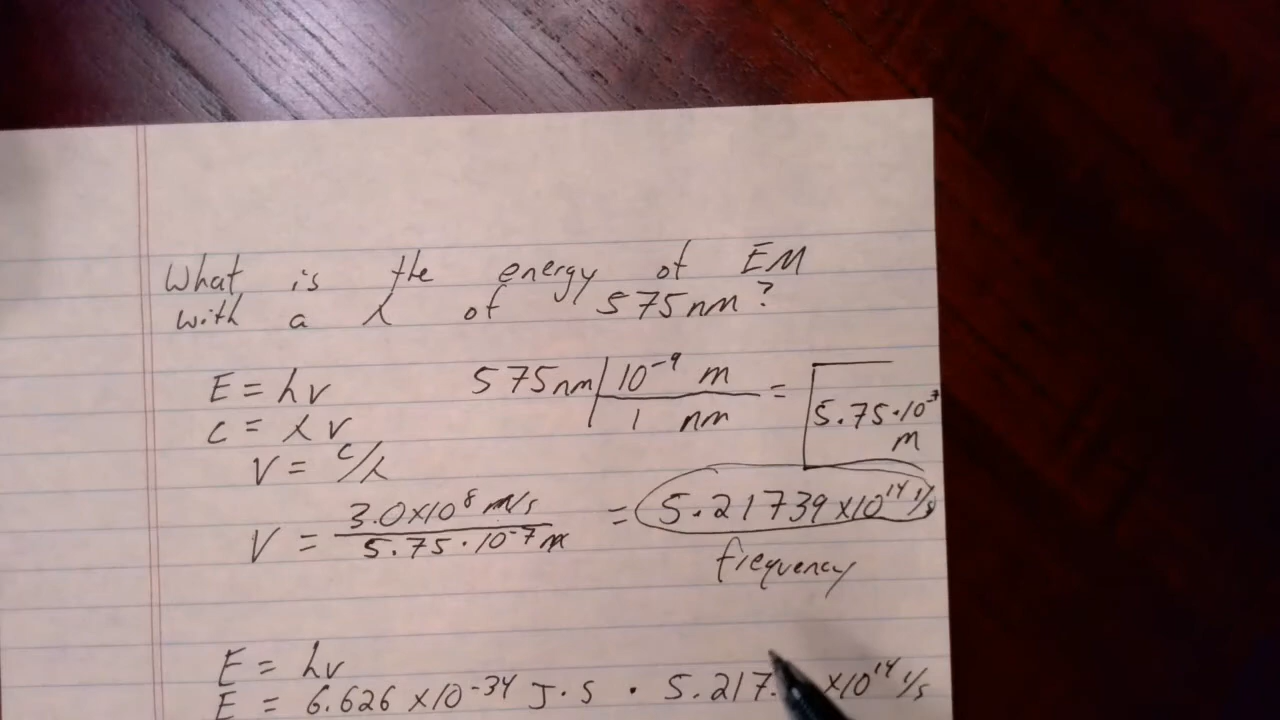 What is the energy of EM
with a λ of 575nm?
E = hν
575nm | 10⁻⁹ m / 1 nm = 5.75·10⁻⁷ m
c = λ ν
ν = c/λ
ν = 3.0×10⁸ m/s / 5.75·10⁻⁷ m = 5.21739×10¹⁴ 1/s
frequency
E = hν
E = 6.626 ×10⁻³⁴ J·s · 5.217 ×10¹⁴ 1/s